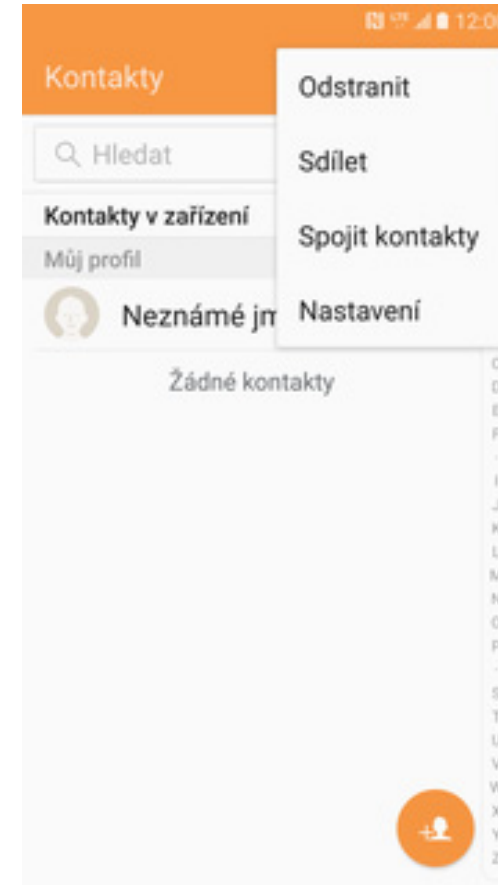 12:0
Kontakty
Odstranit
Hledat
Sdílet
Kontakty v zařízení
Spojit kontakty
Můj profil
Neznámé jm
Nastavení
Žádné kontakty